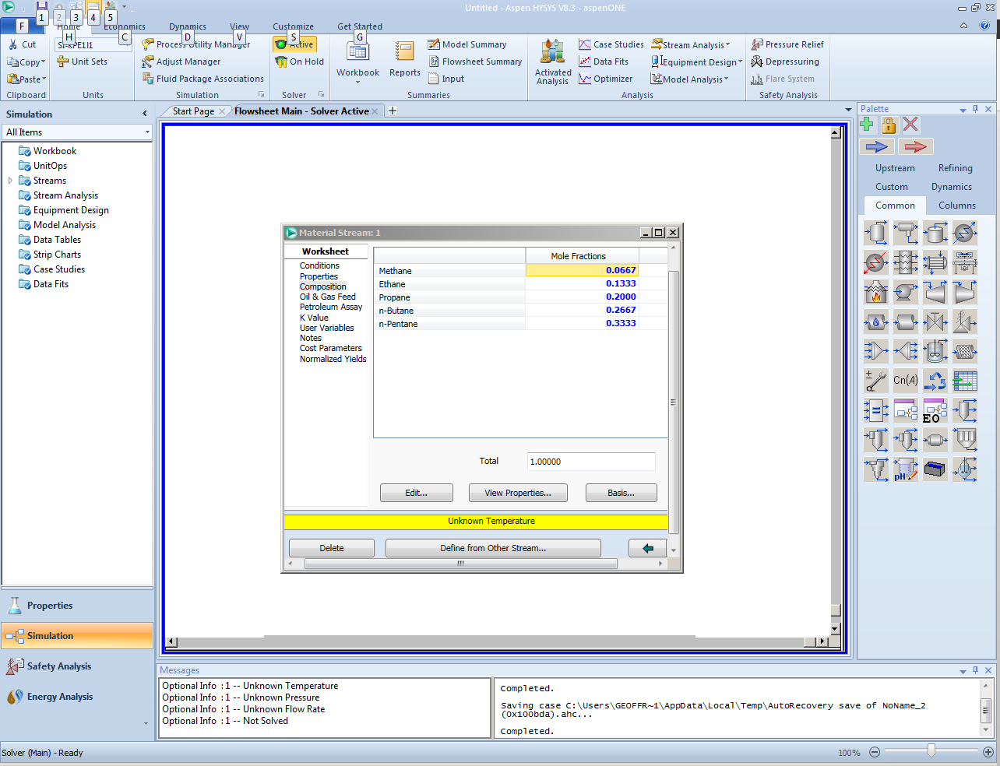 Untitled - Aspen HYSYS V8.3 - aspenONE
1 2 3 4 5
F Home Economics Dynamics View Customize Get Started
H C D V S G
Cut
Copy
Paste
Clipboard
Unit Sets
Units
Process Utility Manager
Adjust Manager
Fluid Package Associations
Simulation
Active
On Hold
Solver
Workbook
Reports
Model Summary
Flowsheet Summary
Input
Summaries
Activated Analysis
Case Studies
Data Fits
Optimizer
Stream Analysis
Equipment Design
Model Analysis
Analysis
Pressure Relief
Depressuring
Flare System
Safety Analysis
Simulation
All Items
Workbook
UnitOps
Streams
Stream Analysis
Equipment Design
Model Analysis
Data Tables
Strip Charts
Case Studies
Data Fits
Properties
Simulation
Safety Analysis
Energy Analysis
Start Page
Flowsheet Main - Solver Active
Material Stream: 1
Worksheet
Conditions
Properties
Composition
Oil & Gas Feed
Petroleum Assay
K Value
User Variables
Notes
Cost Parameters
Normalized Yields
Mole Fractions
Methane 0.0667
Ethane 0.1333
Propane 0.2000
n-Butane 0.2667
n-Pentane 0.3333
Total 1.00000
Edit... View Properties... Basis...
Unknown Temperature
Delete Define from Other Stream...
Palette
Upstream Refining
Custom Dynamics
Common Columns
Cn(A)
EO
pH
Messages
Optional Info : 1 -- Unknown Temperature
Optional Info : 1 -- Unknown Pressure
Optional Info : 1 -- Unknown Flow Rate
Optional Info : 1 -- Not Solved
Completed.
Saving case C:\Users\GEOFFR~1\AppData\Local\Temp\AutoRecovery save of NoName_2
(0x100bda).ahc...
Completed.
Solver (Main) - Ready
100%